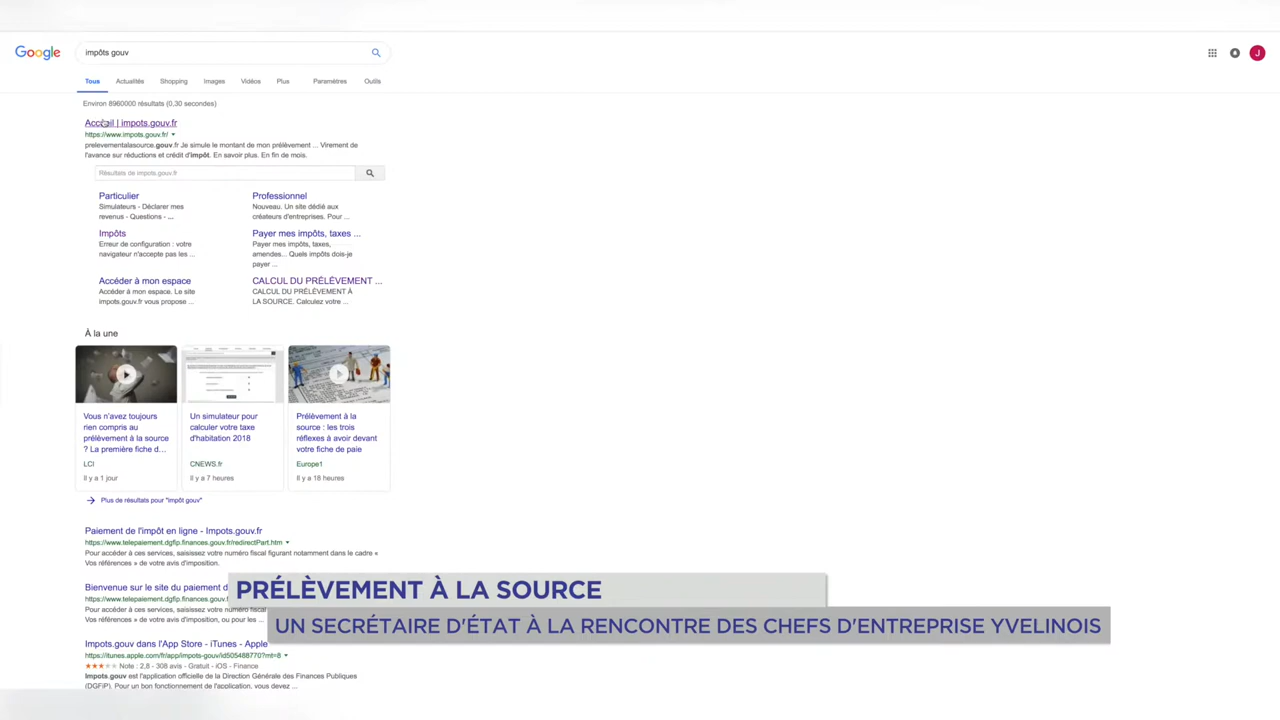 Google
impôts gouv
J
Tous Actualités Shopping Images Vidéos Plus Paramètres Outils
Environ 8960000 résultats (0,30 secondes)
Accueil | impots.gouv.fr
https://www.impots.gouv.fr/
prelevementalasource.gouv.fr Je simule le montant de mon prélèvement ... Virement de
l'avance sur réductions et crédit d'impôt. En savoir plus. En fin de mois.
Résultats de impots.gouv.fr
Particulier
Simulateurs - Déclarer mes
revenus - Questions - ...
Professionnel
Nouveau. Un site dédié aux
créateurs d'entreprises. Pour ...
Impôts
Erreur de configuration : votre
navigateur n'accepte pas les ...
Payer mes impôts, taxes ...
Payer mes impôts, taxes,
amendes... Quels impôts dois-je
payer ...
Accéder à mon espace
Accéder à mon espace. Le site
impots.gouv.fr vous propose ...
CALCUL DU PRÉLÉVEMENT ...
CALCUL DU PRÉLÈVEMENT À
LA SOURCE. Calculez votre ...
À la une
Vous n'avez toujours
rien compris au
prélèvement à la source
? La première fiche d...
LCI
Il y a 1 jour
Un simulateur pour
calculer votre taxe
d'habitation 2018
CNEWS.fr
Il y a 7 heures
Prélèvement à la
source : les trois
réflexes à avoir devant
votre fiche de paie
Europe1
Il y a 18 heures
Plus de résultats pour "impôt gouv"
Paiement de l'impôt en ligne - Impots.gouv.fr
https://www.telepaiement.dgfip.finances.gouv.fr/redirectPart.htm
Pour accéder à ces services, saisissez votre numéro fiscal figurant notamment dans le cadre «
Vos références » de votre avis d'imposition.
Bienvenue sur le site du paiement d
https://www.telepaiement.dgfip.finances.gouv.f
Pour accéder à ces services, saisissez votre
Vos références » de votre avis d'imposition, ou pour les ...
PRÉLÈVEMENT À LA SOURCE
UN SECRÉTAIRE D'ÉTAT À LA RENCONTRE DES CHEFS D'ENTREPRISE YVELINOIS
Impots.gouv dans l'App Store - iTunes - Apple
https://itunes.apple.com/fr/app/impots-gouv/id505488770?mt=8
Note : 2,8 - 308 avis - Gratuit - iOS - Finance
Impots.gouv est l'application officielle de la Direction Générale des Finances Publiques
(DGFiP). Pour un bon fonctionnement de l'application, vous devez ...